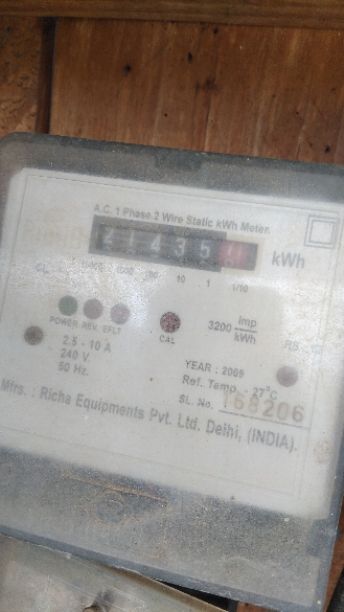 A.C. 1 Phase 2 Wire Static kWh Meter
21435
kWh
10 1 1/10
POWER REV. EFLT
CAL
3200 imp/kWh
2.5 - 10 A
240 V.
50 Hz.
YEAR : 2009
Ref. Temp. 27°C
SL. No. 168206
Mfrs. : Richa Equipments Pvt. Ltd. Delhi, (INDIA).